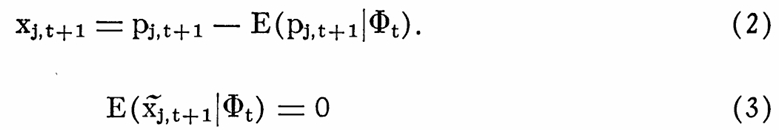 x_{j,t+1} = p_{j,t+1} − E(p_{j,t+1}|Φ_t). (2)
E(x̃_{j,t+1}|Φ_t) = 0 (3)